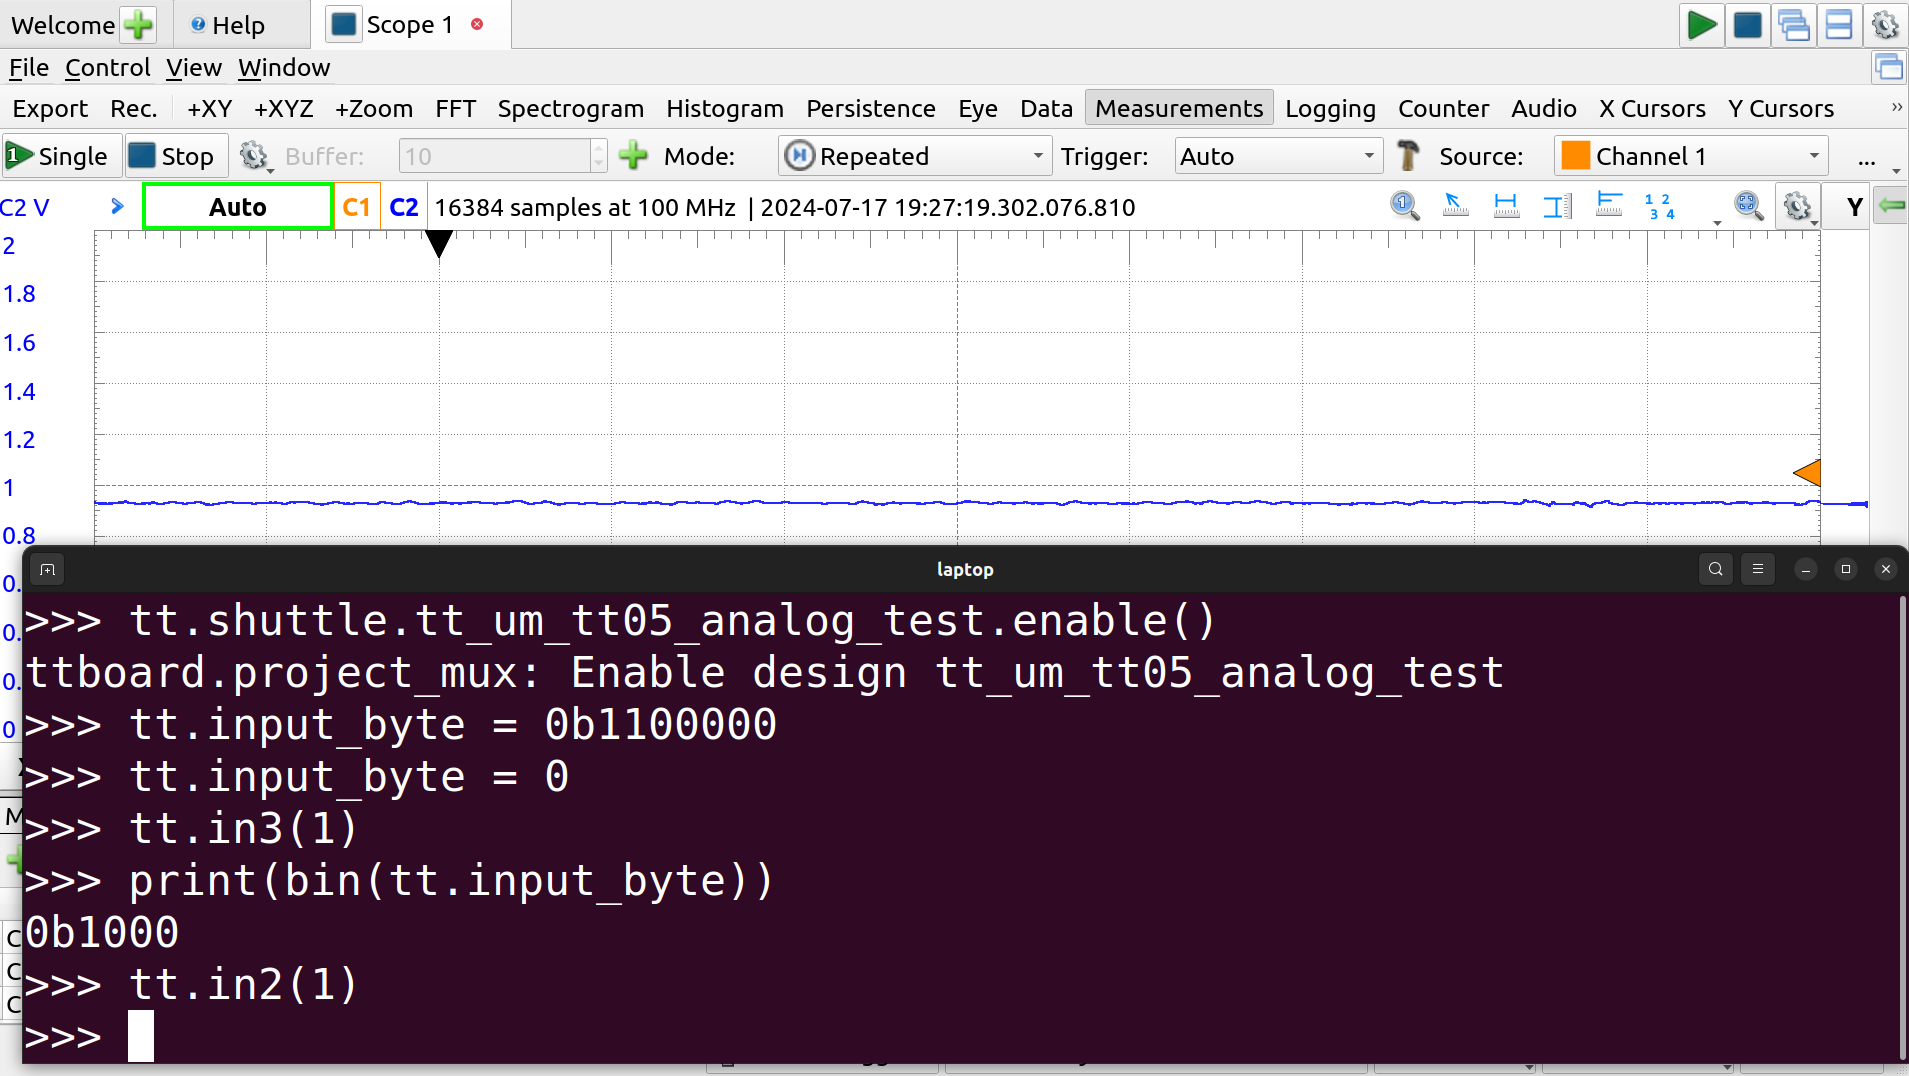 Welcome Help Scope 1
File Control View Window
Export Rec. +XY +XYZ +Zoom FFT Spectrogram Histogram Persistence Eye Data Measurements Logging Counter Audio X Cursors Y Cursors »
1 Single Stop Buffer: 10 Mode: Repeated Trigger: Auto Source: Channel 1 ...
C2 V Auto C1 C2 16384 samples at 100 MHz | 2024-07-17 19:27:19.302.076.810 Y
2
1.8
1.6
1.4
1.2
1
0.8
0.
0.
0.
0
laptop
>>> tt.shuttle.tt_um_tt05_analog_test.enable()
ttboard.project_mux: Enable design tt_um_tt05_analog_test
>>> tt.input_byte = 0b1100000
>>> tt.input_byte = 0
>>> tt.in3(1)
>>> print(bin(tt.input_byte))
0b1000
>>> tt.in2(1)
>>>